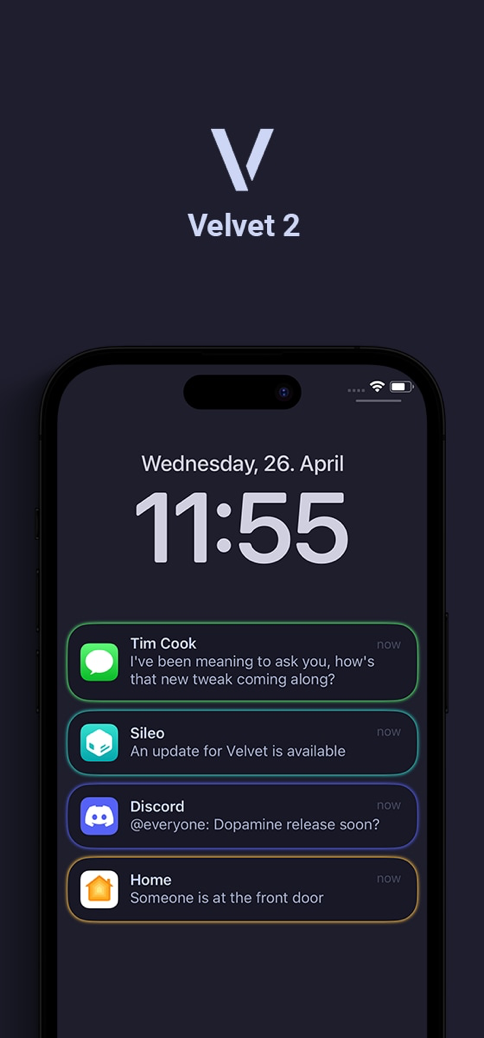 Velvet 2
Wednesday, 26. April
11:55
Tim Cook now
I've been meaning to ask you, how's
that new tweak coming along?
Sileo now
An update for Velvet is available
Discord now
@everyone: Dopamine release soon?
Home now
Someone is at the front door